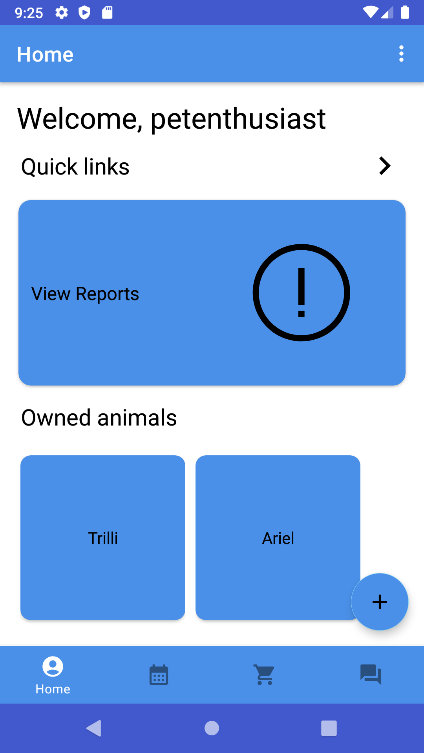 9:25
Home
Welcome, petenthusiast
Quick links
View Reports
Owned animals
Trilli
Ariel
Home